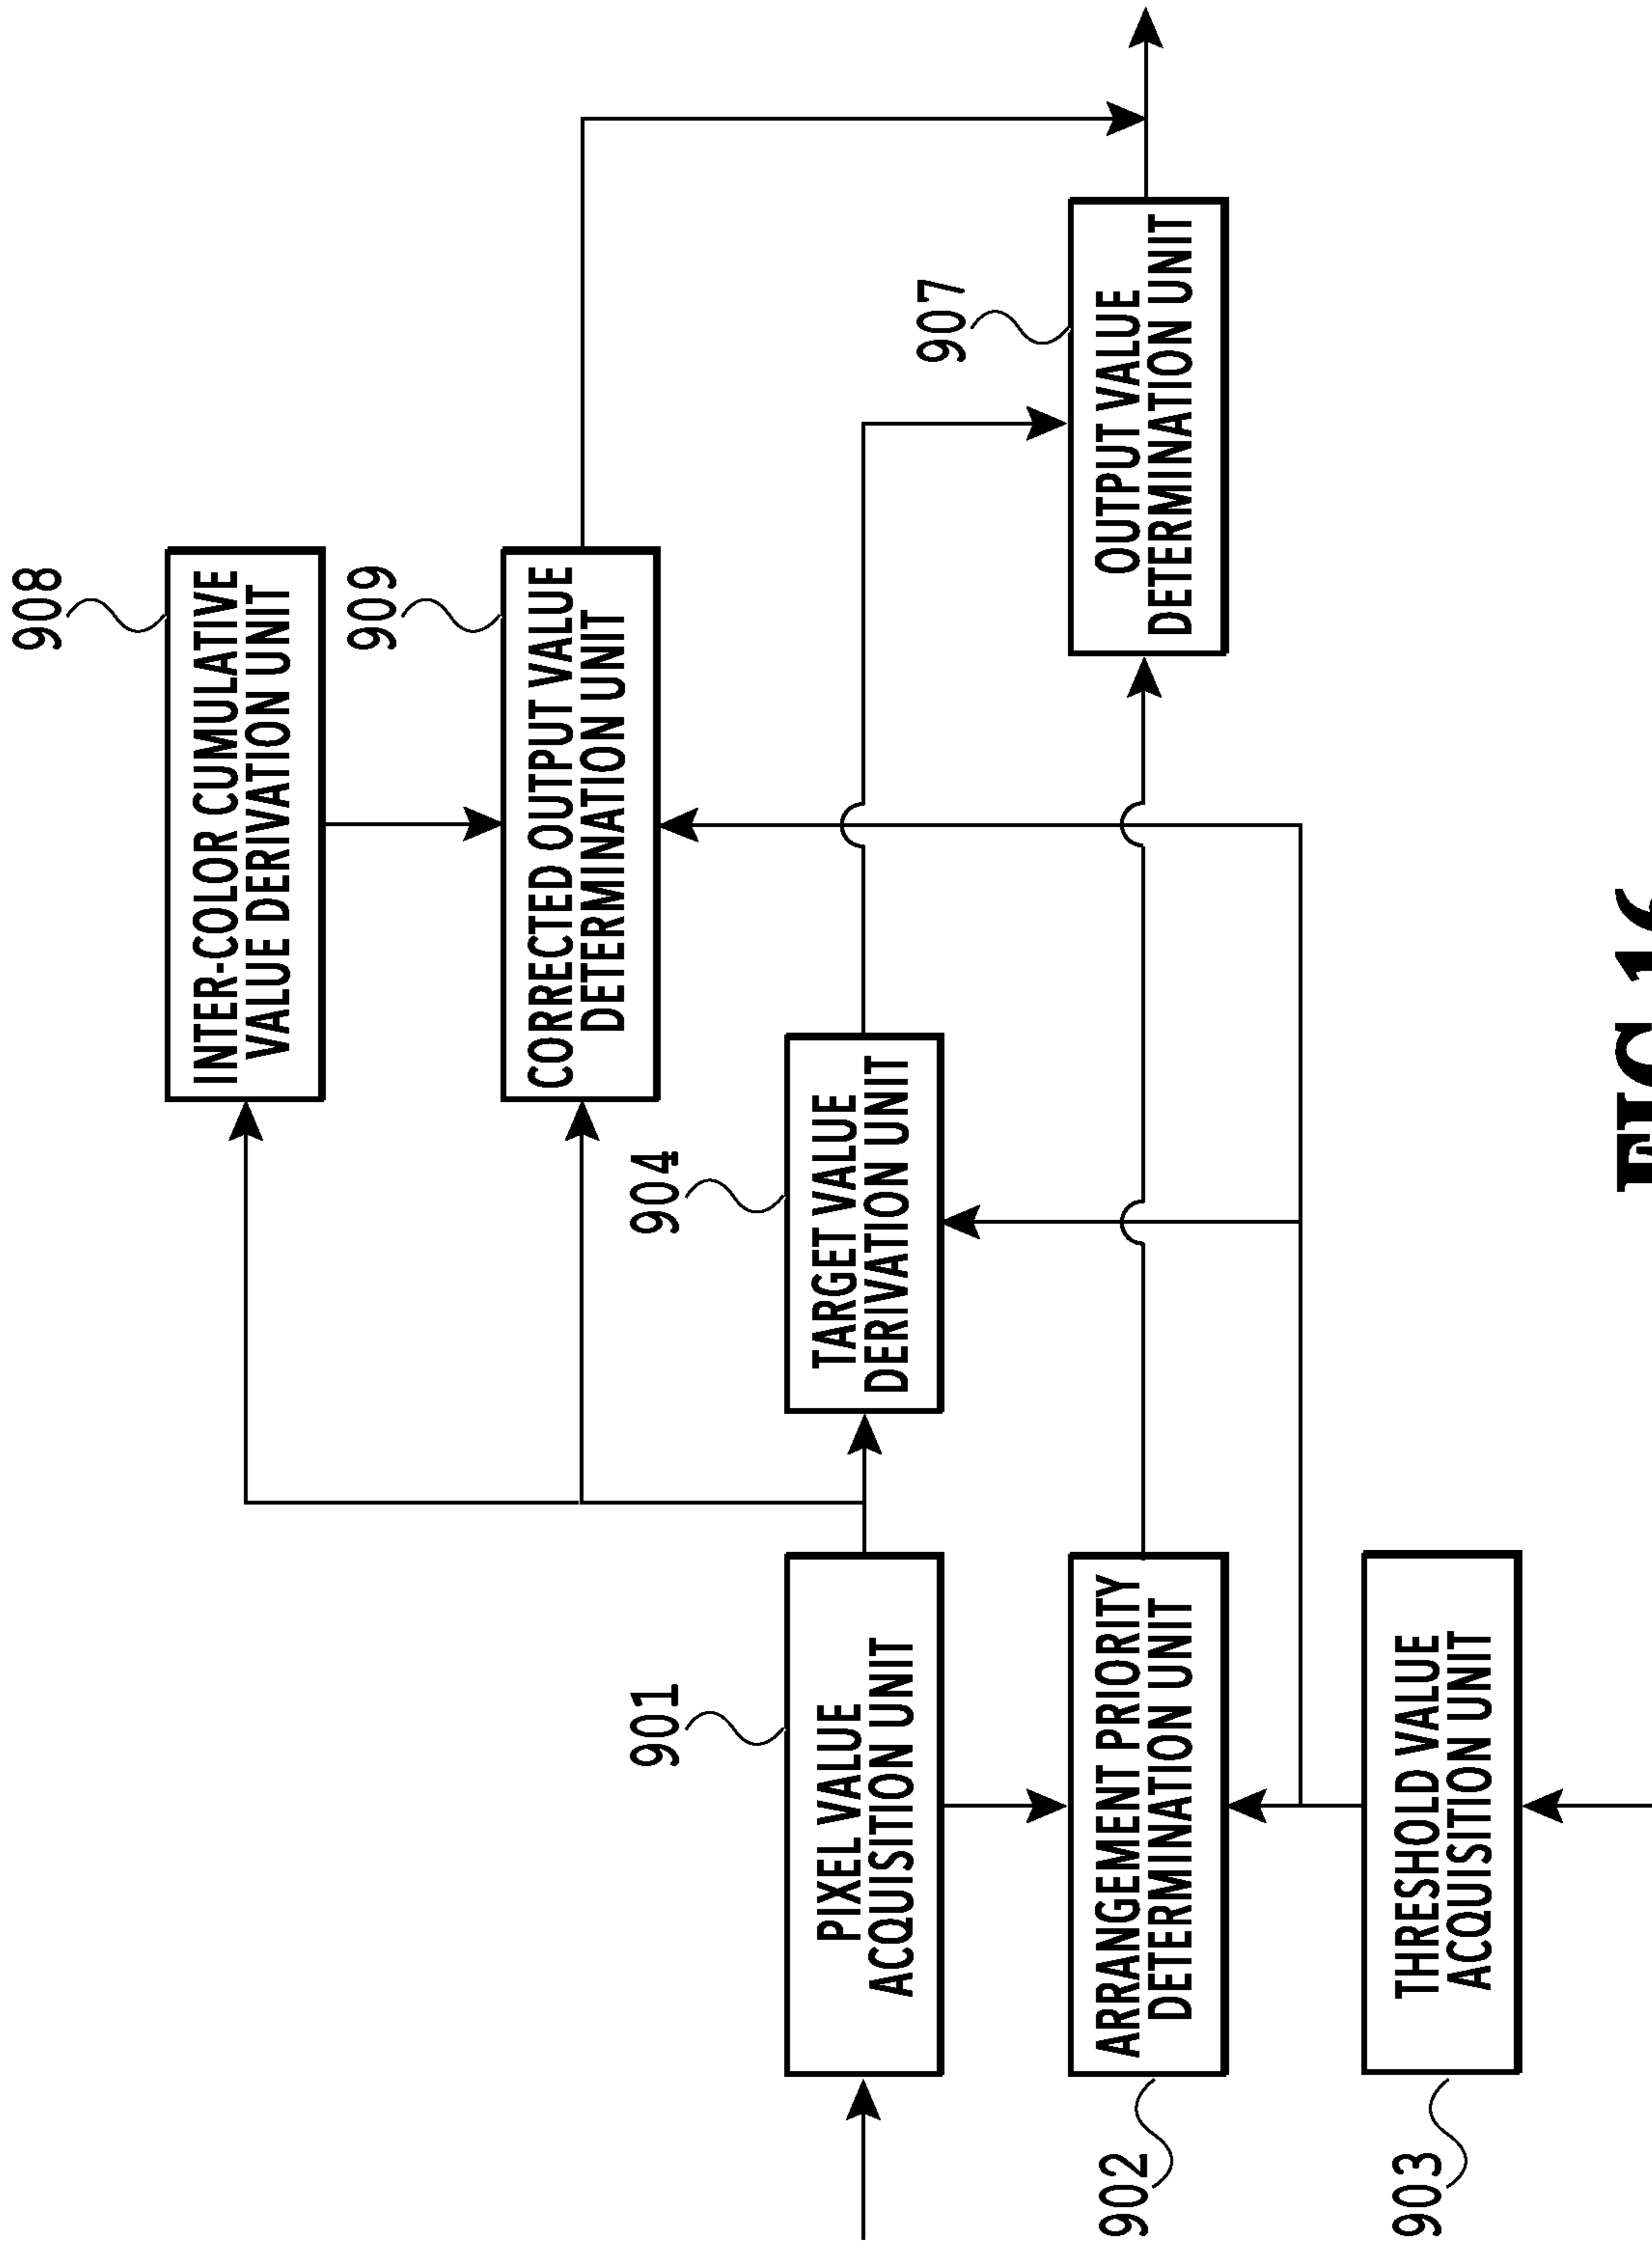 908
INTER-COLOR CUMULATIVE
VALUE DERIVATION UNIT
909
CORRECTED OUTPUT VALUE
DETERMINATION UNIT
901
PIXEL VALUE
ACQUISITION UNIT
904
TARGET VALUE
DERIVATION UNIT
907
OUTPUT VALUE
DETERMINATION UNIT
902
ARRANGEMENT PRIORITY
DETERMINATION UNIT
903
THRESHOLD VALUE
ACQUISITION UNIT